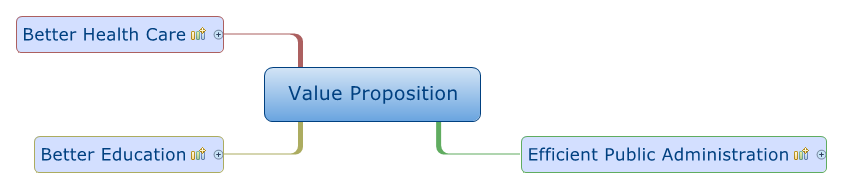 Better Health Care
Value Proposition
Better Education
Efficient Public Administration